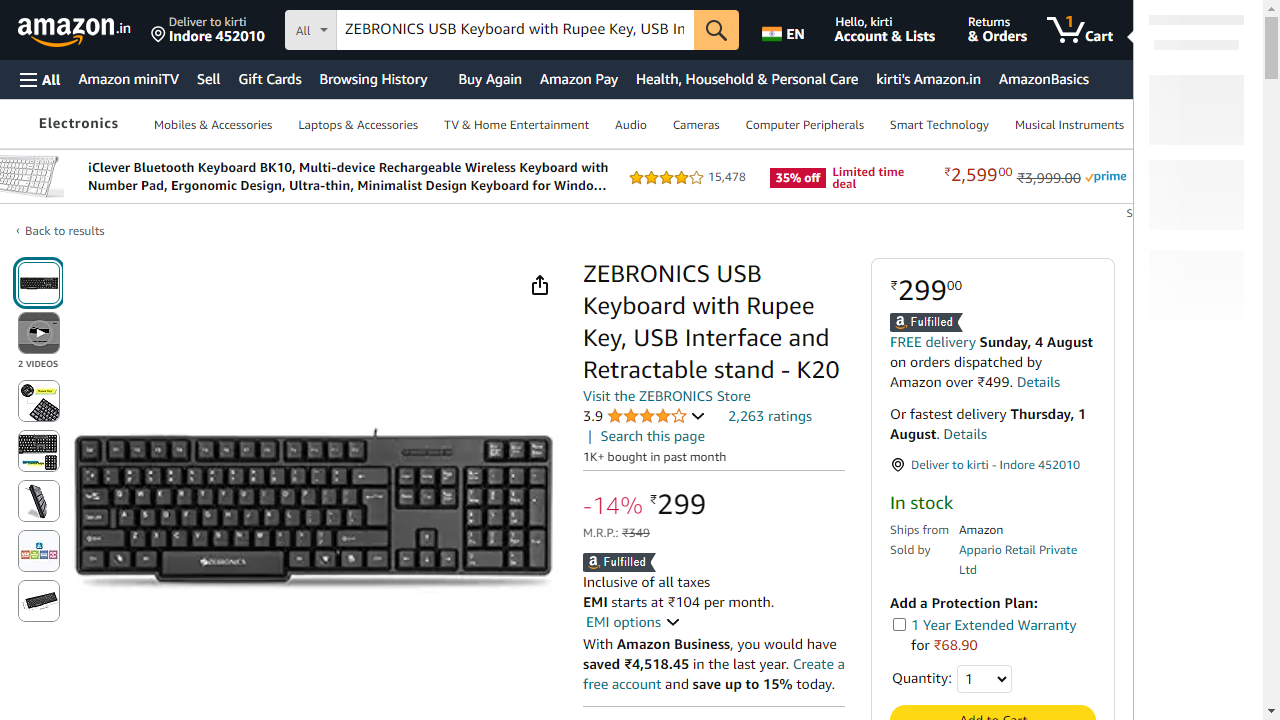 amazon.in
Deliver to kirti
Indore 452010
All
ZEBRONICS USB Keyboard with Rupee Key, USB In
EN
Hello, kirti
Account & Lists
Returns
& Orders
1
Cart
All
Amazon miniTV
Sell
Gift Cards
Browsing History
Buy Again
Amazon Pay
Health, Household & Personal Care
kirti's Amazon.in
AmazonBasics
Electronics
Mobiles & Accessories
Laptops & Accessories
TV & Home Entertainment
Audio
Cameras
Computer Peripherals
Smart Technology
Musical Instruments
iClever Bluetooth Keyboard BK10, Multi-device Rechargeable Wireless Keyboard with
Number Pad, Ergonomic Design, Ultra-thin, Minimalist Design Keyboard for Windo...
15,478
35% off
Limited time
deal
₹2,59900
₹3,999.00
prime
S
‹ Back to results
2 VIDEOS
ZEBRONICS
ZEBRONICS USB
Keyboard with Rupee
Key, USB Interface and
Retractable stand - K20
Visit the ZEBRONICS Store
3.9
2,263 ratings
| Search this page
1K+ bought in past month
-14% ₹299
M.R.P.: ₹349
a Fulfilled
Inclusive of all taxes
EMI starts at ₹104 per month.
EMI options
With Amazon Business, you would have
saved ₹4,518.45 in the last year. Create a
free account and save up to 15% today.
₹29900
a Fulfilled
FREE delivery Sunday, 4 August
on orders dispatched by
Amazon over ₹499. Details
Or fastest delivery Thursday, 1
August. Details
Deliver to kirti - Indore 452010
In stock
Ships from Amazon
Sold by Appario Retail Private
Ltd
Add a Protection Plan:
1 Year Extended Warranty
for ₹68.90
Quantity: 1
Add to Cart